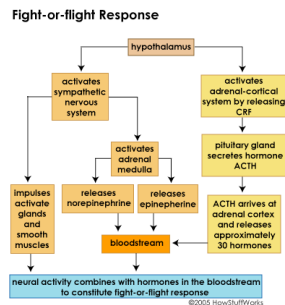 Fight-or-flight Response
hypothalamus
activates
sympathetic
nervous
system
activates
adrenal-cortical
system by releasing
CRF
activates
adrenal
medulla
pituitary gland
secretes hormone
ACTH
impulses
activate
glands
and
smooth
muscles
releases
norepinephrine
releases
epinepherine
ACTH arrives at
adrenal cortex
and releases
approximately
30 hormones
bloodstream
neural activity combines with hormones in the bloodstream
to constitute fight-or-flight response
©2005 HowStuffWorks